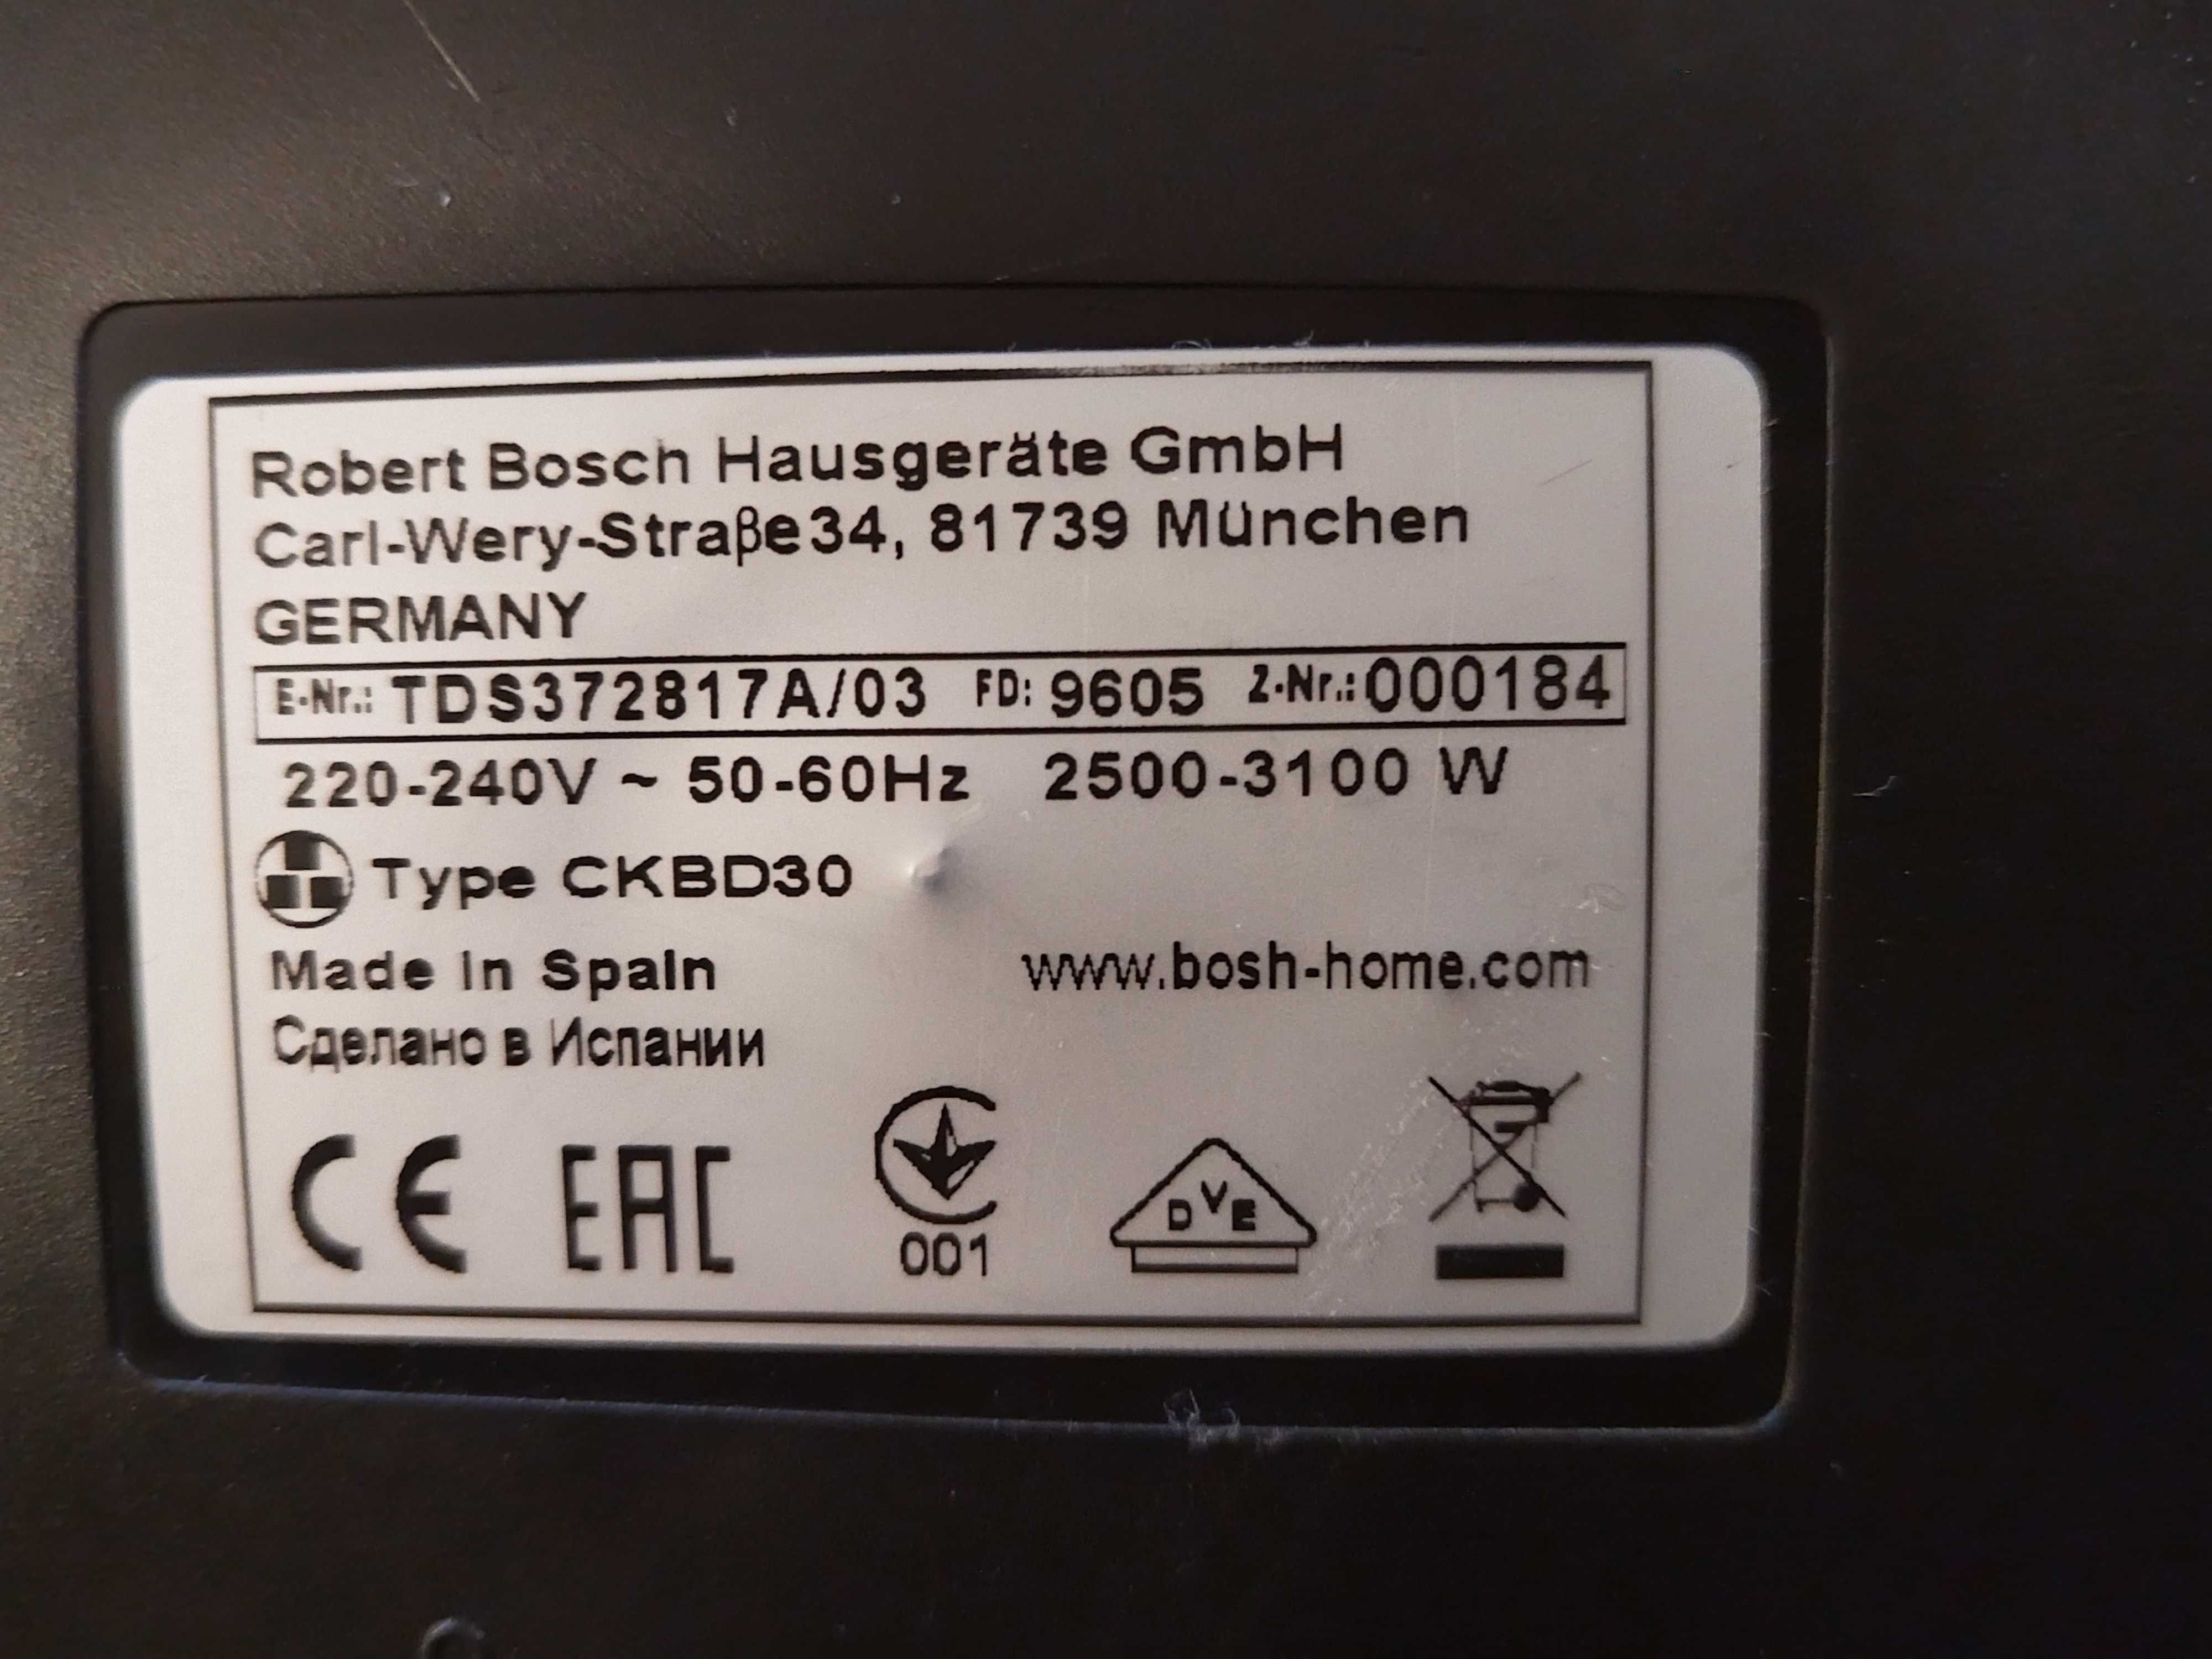 Robert Bosch Hausgeräte GmbH
Carl-Wery-Straβe34, 81739 München
GERMANY
E-Nr.: TDS372817A/03 FD: 9605 Z-Nr.:000184
220-240V ~ 50-60Hz 2500-3100 W
Type CKBD30
Made In Spain
www.bosh-home.com
Сделано в Испании
CE EAC 001 DVE